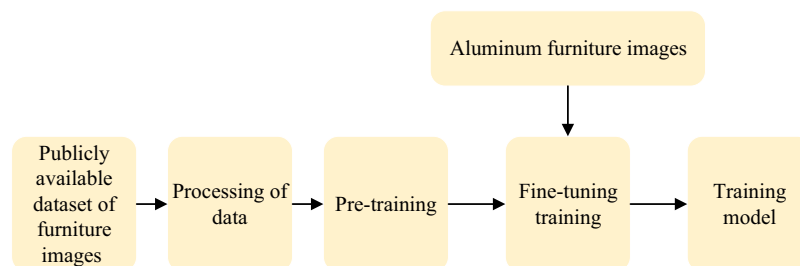 Aluminum furniture images
Publicly
available
dataset of
furniture
images
Processing of
data
Pre-training
Fine-tuning
training
Training
model